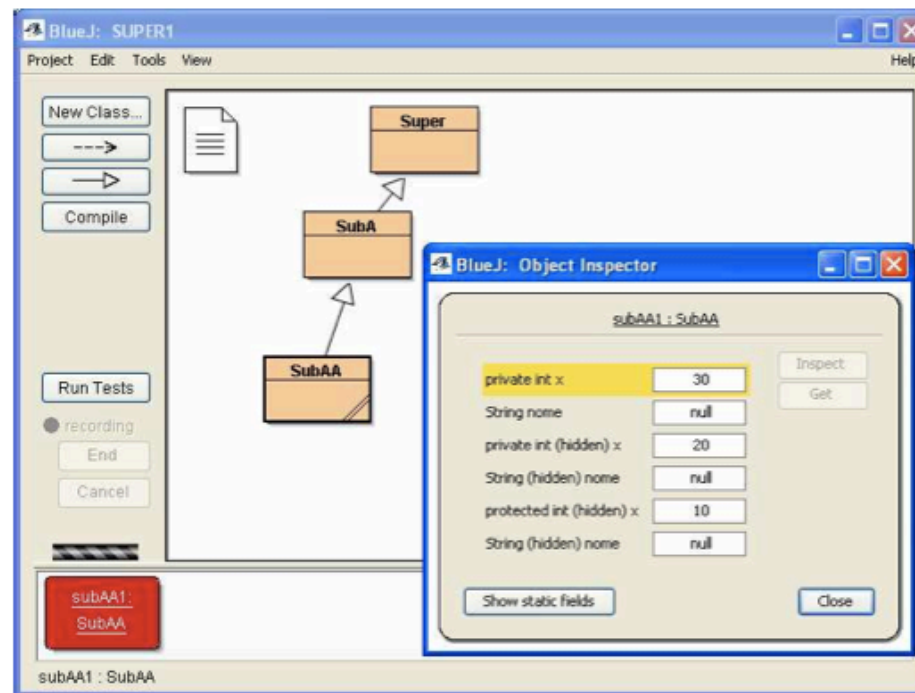 BlueJ: SUPER1
Project Edit Tools View Help
New Class...
Compile
Run Tests
recording
End
Cancel
Super
SubA
SubAA
BlueJ: Object Inspector
subAA1 : SubAA
private int x 30
String nome null
private int (hidden) x 20
String (hidden) nome null
protected int (hidden) x 10
String (hidden) nome null
Inspect
Get
Show static fields Close
subAA1:
SubAA
subAA1 : SubAA